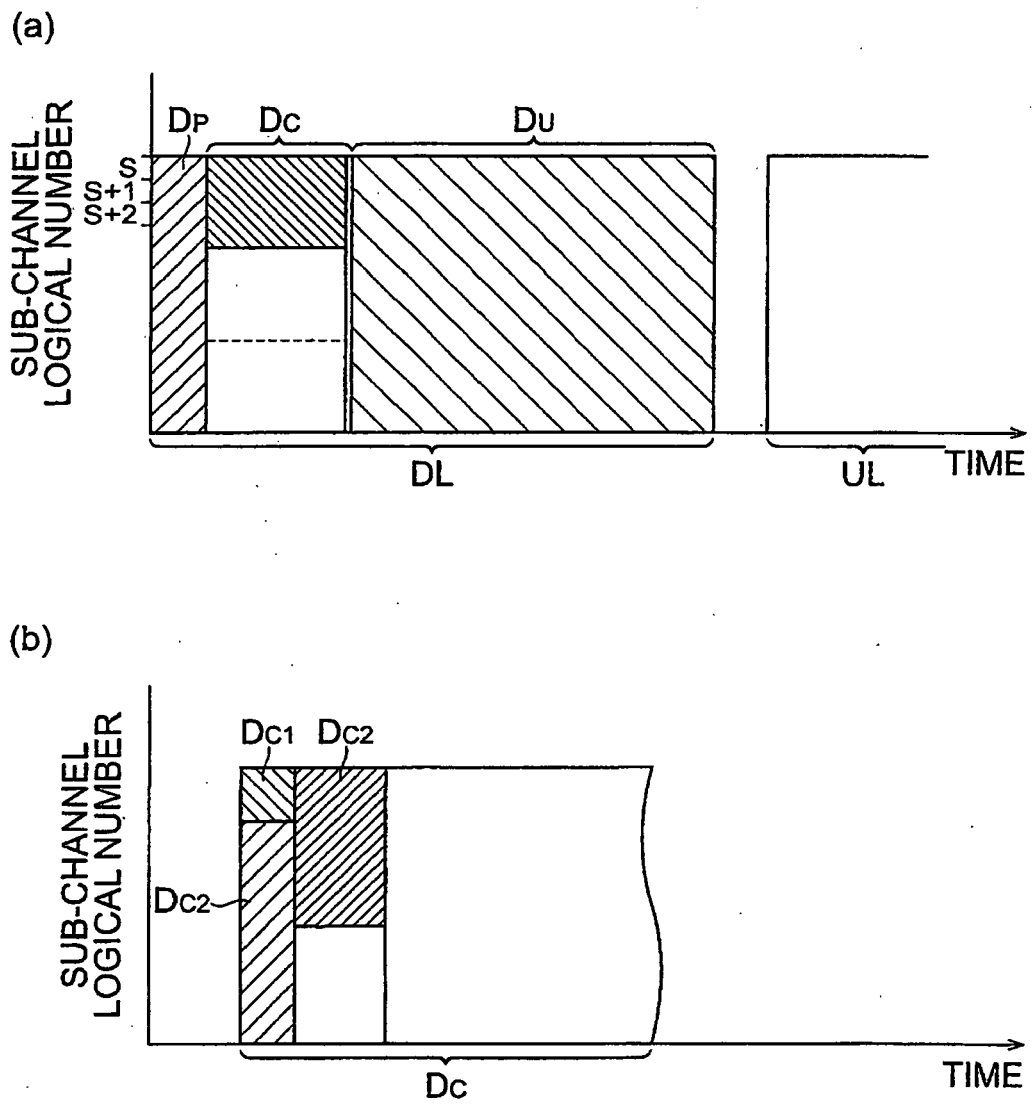 (a)
SUB-CHANNEL
LOGICAL NUMBER
DP
DC
DU
S
S+1
S+2
DL
UL
TIME
(b)
SUB-CHANNEL
LOGICAL NUMBER
DC1
DC2
DC2
DC
TIME